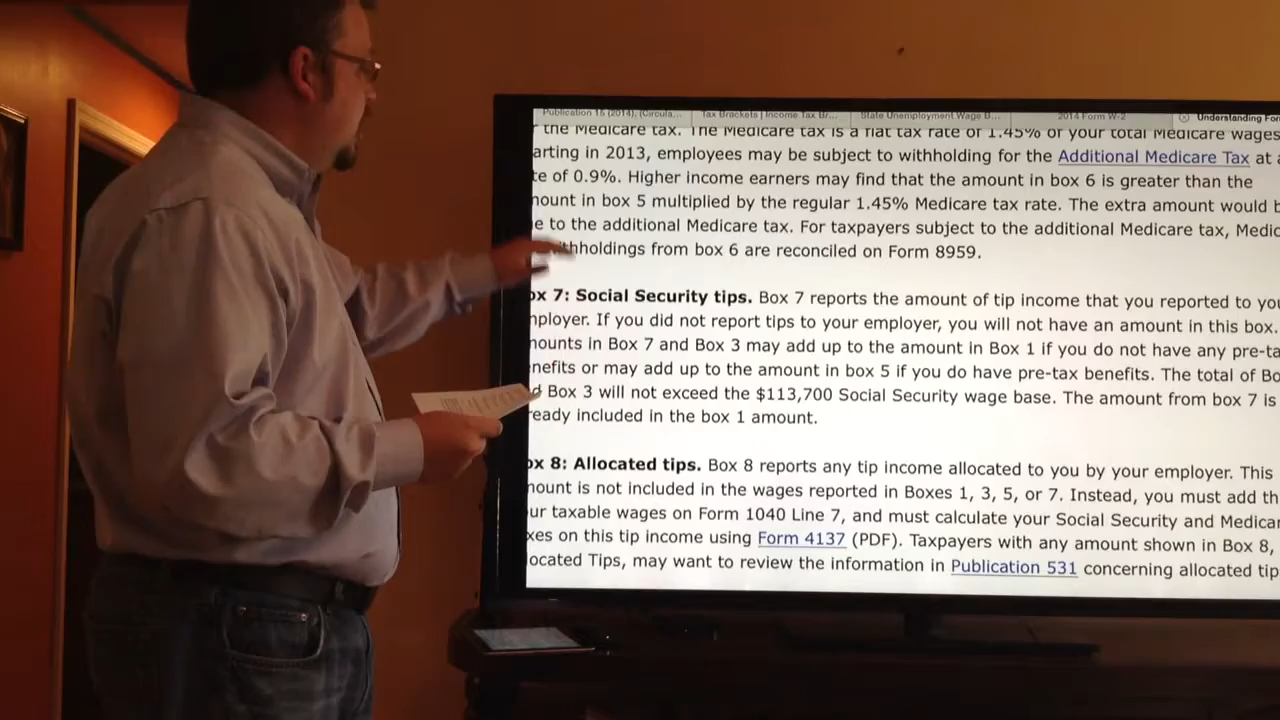 Publication 15 (2014), (Circula... Tax Brackets | Income Tax Br... State Unemployment Wage B... 2014 Form W-2 Understanding For
the Medicare tax. The Medicare tax is a flat tax rate of 1.45% of your total Medicare wages
arting in 2013, employees may be subject to withholding for the Additional Medicare Tax at a
te of 0.9%. Higher income earners may find that the amount in box 6 is greater than the
nount in box 5 multiplied by the regular 1.45% Medicare tax rate. The extra amount would b
e to the additional Medicare tax. For taxpayers subject to the additional Medicare tax, Medic
thholdings from box 6 are reconciled on Form 8959.
ox 7: Social Security tips. Box 7 reports the amount of tip income that you reported to you
nployer. If you did not report tips to your employer, you will not have an amount in this box.
nounts in Box 7 and Box 3 may add up to the amount in Box 1 if you do not have any pre-ta
nefits or may add up to the amount in box 5 if you do have pre-tax benefits. The total of Bo
d Box 3 will not exceed the $113,700 Social Security wage base. The amount from box 7 is
ready included in the box 1 amount.
ox 8: Allocated tips. Box 8 reports any tip income allocated to you by your employer. This
nount is not included in the wages reported in Boxes 1, 3, 5, or 7. Instead, you must add th
ur taxable wages on Form 1040 Line 7, and must calculate your Social Security and Medicar
xes on this tip income using Form 4137 (PDF). Taxpayers with any amount shown in Box 8,
ocated Tips, may want to review the information in Publication 531 concerning allocated tip